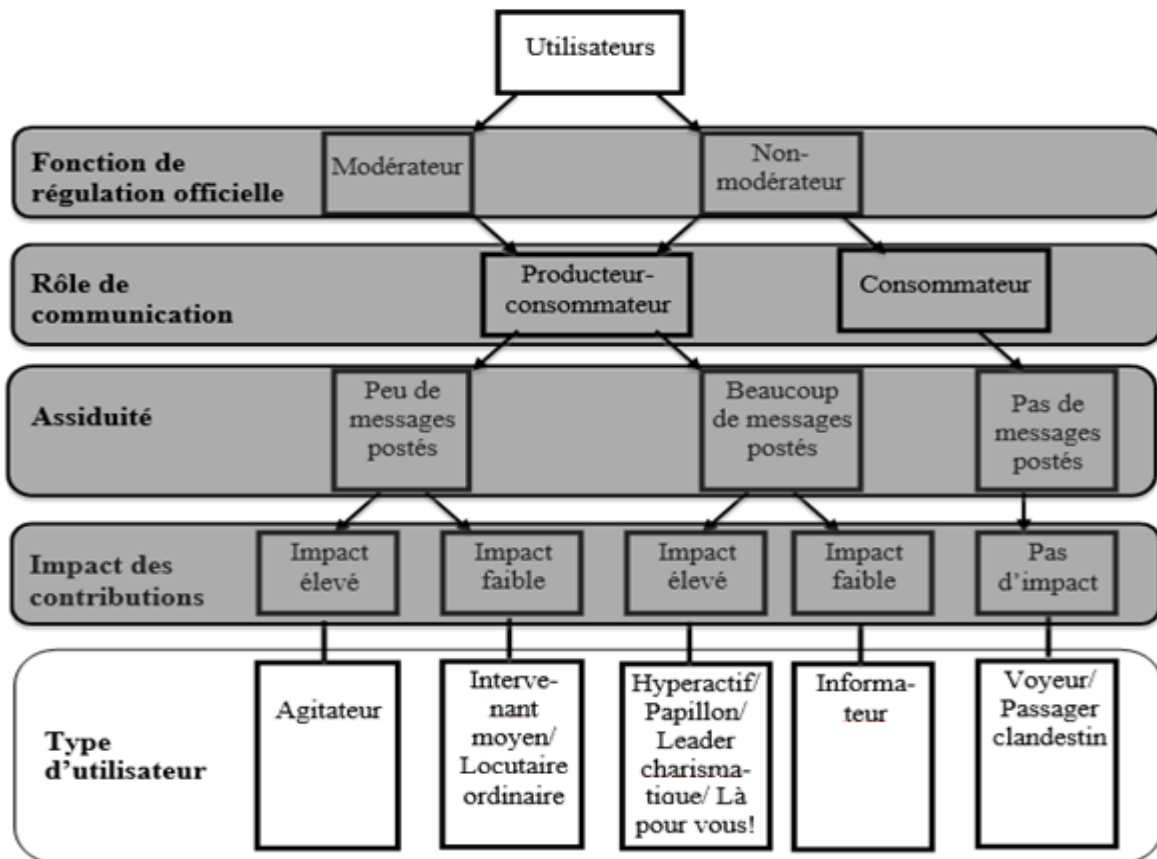 Utilisateurs
Fonction de
régulation officielle
Modérateur
Non-
modérateur
Rôle de
communication
Producteur-
consommateur
Consommateur
Assiduité
Peu de
messages
postés
Beaucoup
de messages
postés
Pas de
messages
postés
Impact des
contributions
Impact
élevé
Impact
faible
Impact
élevé
Impact
faible
Pas
d’impact
Type
d’utilisateur
Agitateur
Interve-
nant
moyen/
Locutaire
ordinaire
Hyperactif/
Papillon/
Leader
charisma-
tique/ Là
pour vous!
Informa-
teur
Voyeur/
Passager
clandestin